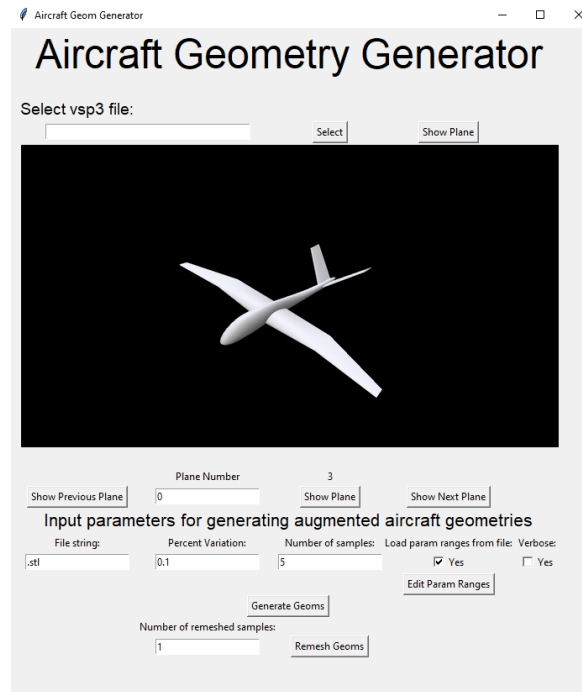 Aircraft Geom Generator
Aircraft Geometry Generator
Select vsp3 file:
Select Show Plane
Plane Number 3
Show Previous Plane 0 Show Plane Show Next Plane
Input parameters for generating augmented aircraft geometries
File string: Percent Variation: Number of samples: Load param ranges from file: Verbose:
.stl 0.1 5 Yes Yes
Edit Param Ranges
Generate Geoms
Number of remeshed samples:
1 Remesh Geoms